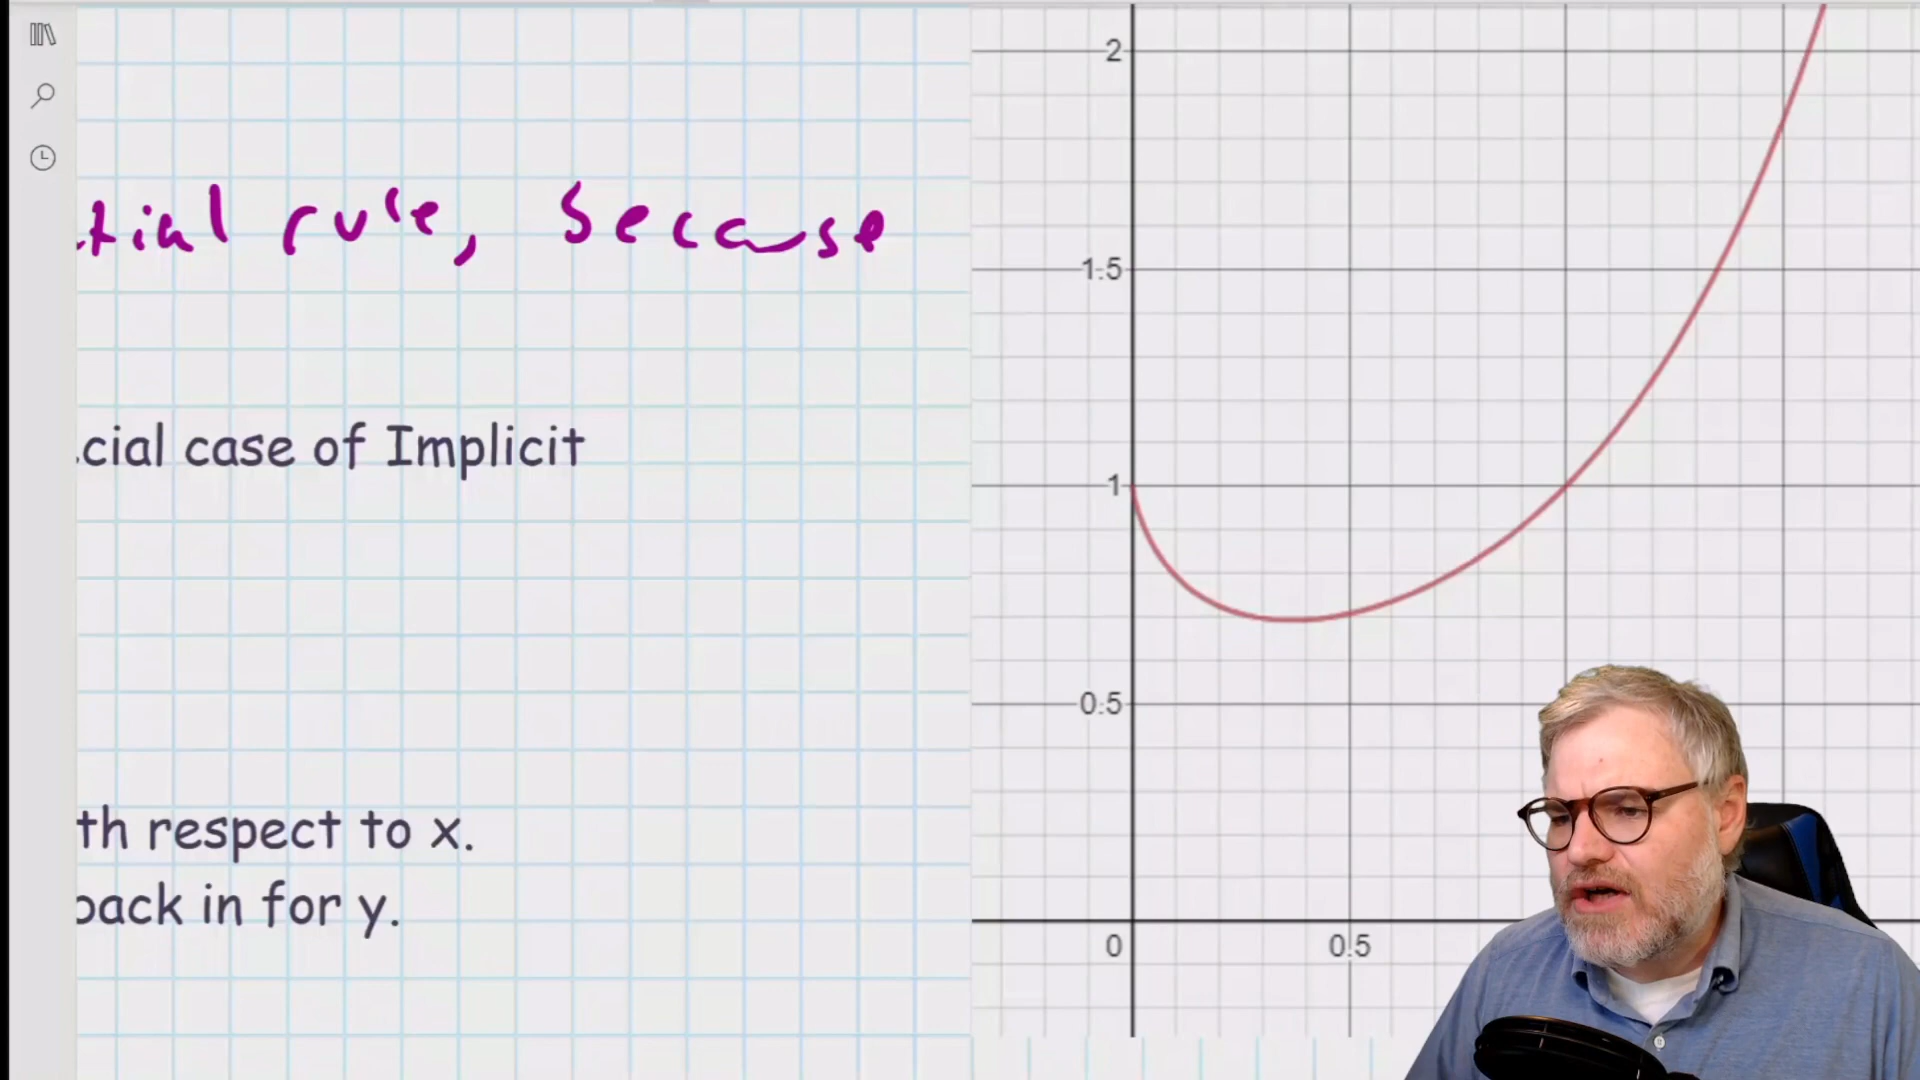 tial rule, because
cial case of Implicit
th respect to x.
back in for y.
2
1.5
1
0.5
0
0.5